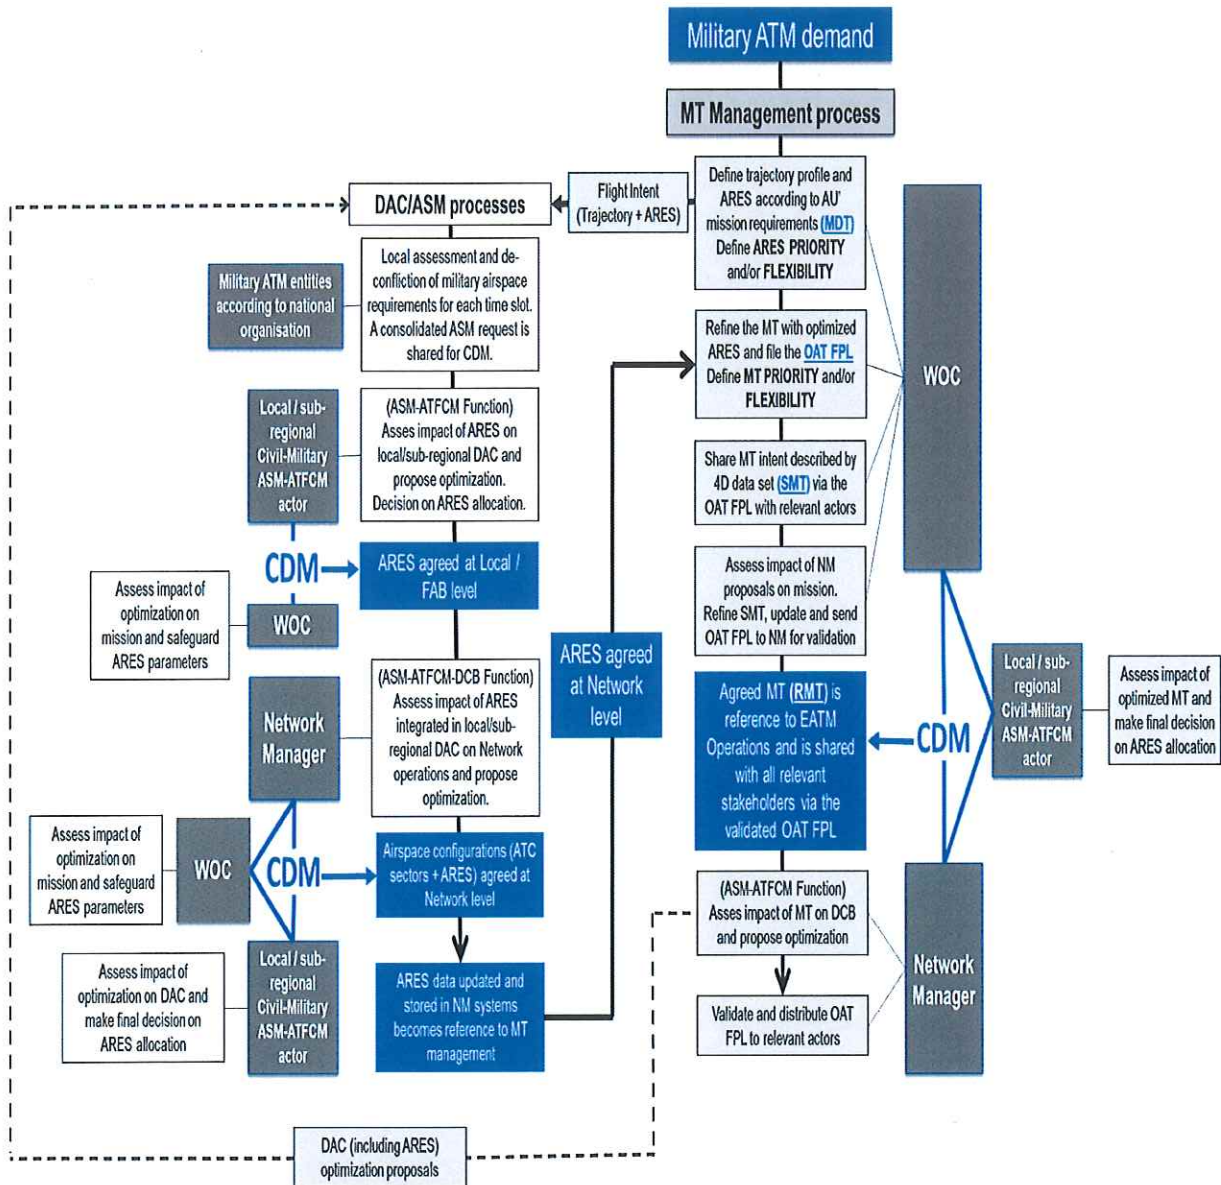 Military ATM demand
MT Management process
Define trajectory profile and
ARES according to AU'
mission requirements (MDT)
Define ARES PRIORITY
and/or FLEXIBILITY
Flight Intent
(Trajectory + ARES)
DAC/ASM processes
Local assessment and de-
confliction of military airspace
requirements for each time slot.
A consolidated ASM request is
shared for CDM.
Military ATM entities
according to national
organisation
Refine the MT with optimized
ARES and file the OAT FPL
Define MT PRIORITY and/or
FLEXIBILITY
WOC
Local / sub-
regional
Civil-Military
ASM-ATFCM
actor
(ASM-ATFCM Function)
Asses impact of ARES on
local/sub-regional DAC and
propose optimization.
Decision on ARES allocation.
Share MT intent described by
4D data set (SMT) via the
OAT FPL with relevant actors
CDM
ARES agreed at Local /
FAB level
Assess impact of
optimization on
mission and safeguard
ARES parameters
WOC
Assess impact of NM
proposals on mission.
Refine SMT, update and send
OAT FPL to NM for validation
ARES agreed
at Network
level
(ASM-ATFCM-DCB Function)
Assess impact of ARES
integrated in local/sub-
regional DAC on Network
operations and propose
optimization.
Network
Manager
Agreed MT (RMT) is
reference to EATM
Operations and is shared
with all relevant
stakeholders via the
validated OAT FPL
CDM
Local / sub-
regional
Civil-Military
ASM-ATFCM
actor
Assess impact of
optimized MT and
make final decision
on ARES allocation
Assess impact of
optimization on
mission and safeguard
ARES parameters
WOC
CDM
Airspace configurations (ATC
sectors + ARES) agreed at
Network level
(ASM-ATFCM Function)
Asses impact of MT on DCB
and propose optimization
Network
Manager
Assess impact of
optimization on DAC and
make final decision on
ARES allocation
Local / sub-
regional
Civil-Military
ASM-ATFCM
actor
ARES data updated and
stored in NM systems
becomes reference to MT
management
Validate and distribute OAT
FPL to relevant actors
DAC (including ARES)
optimization proposals